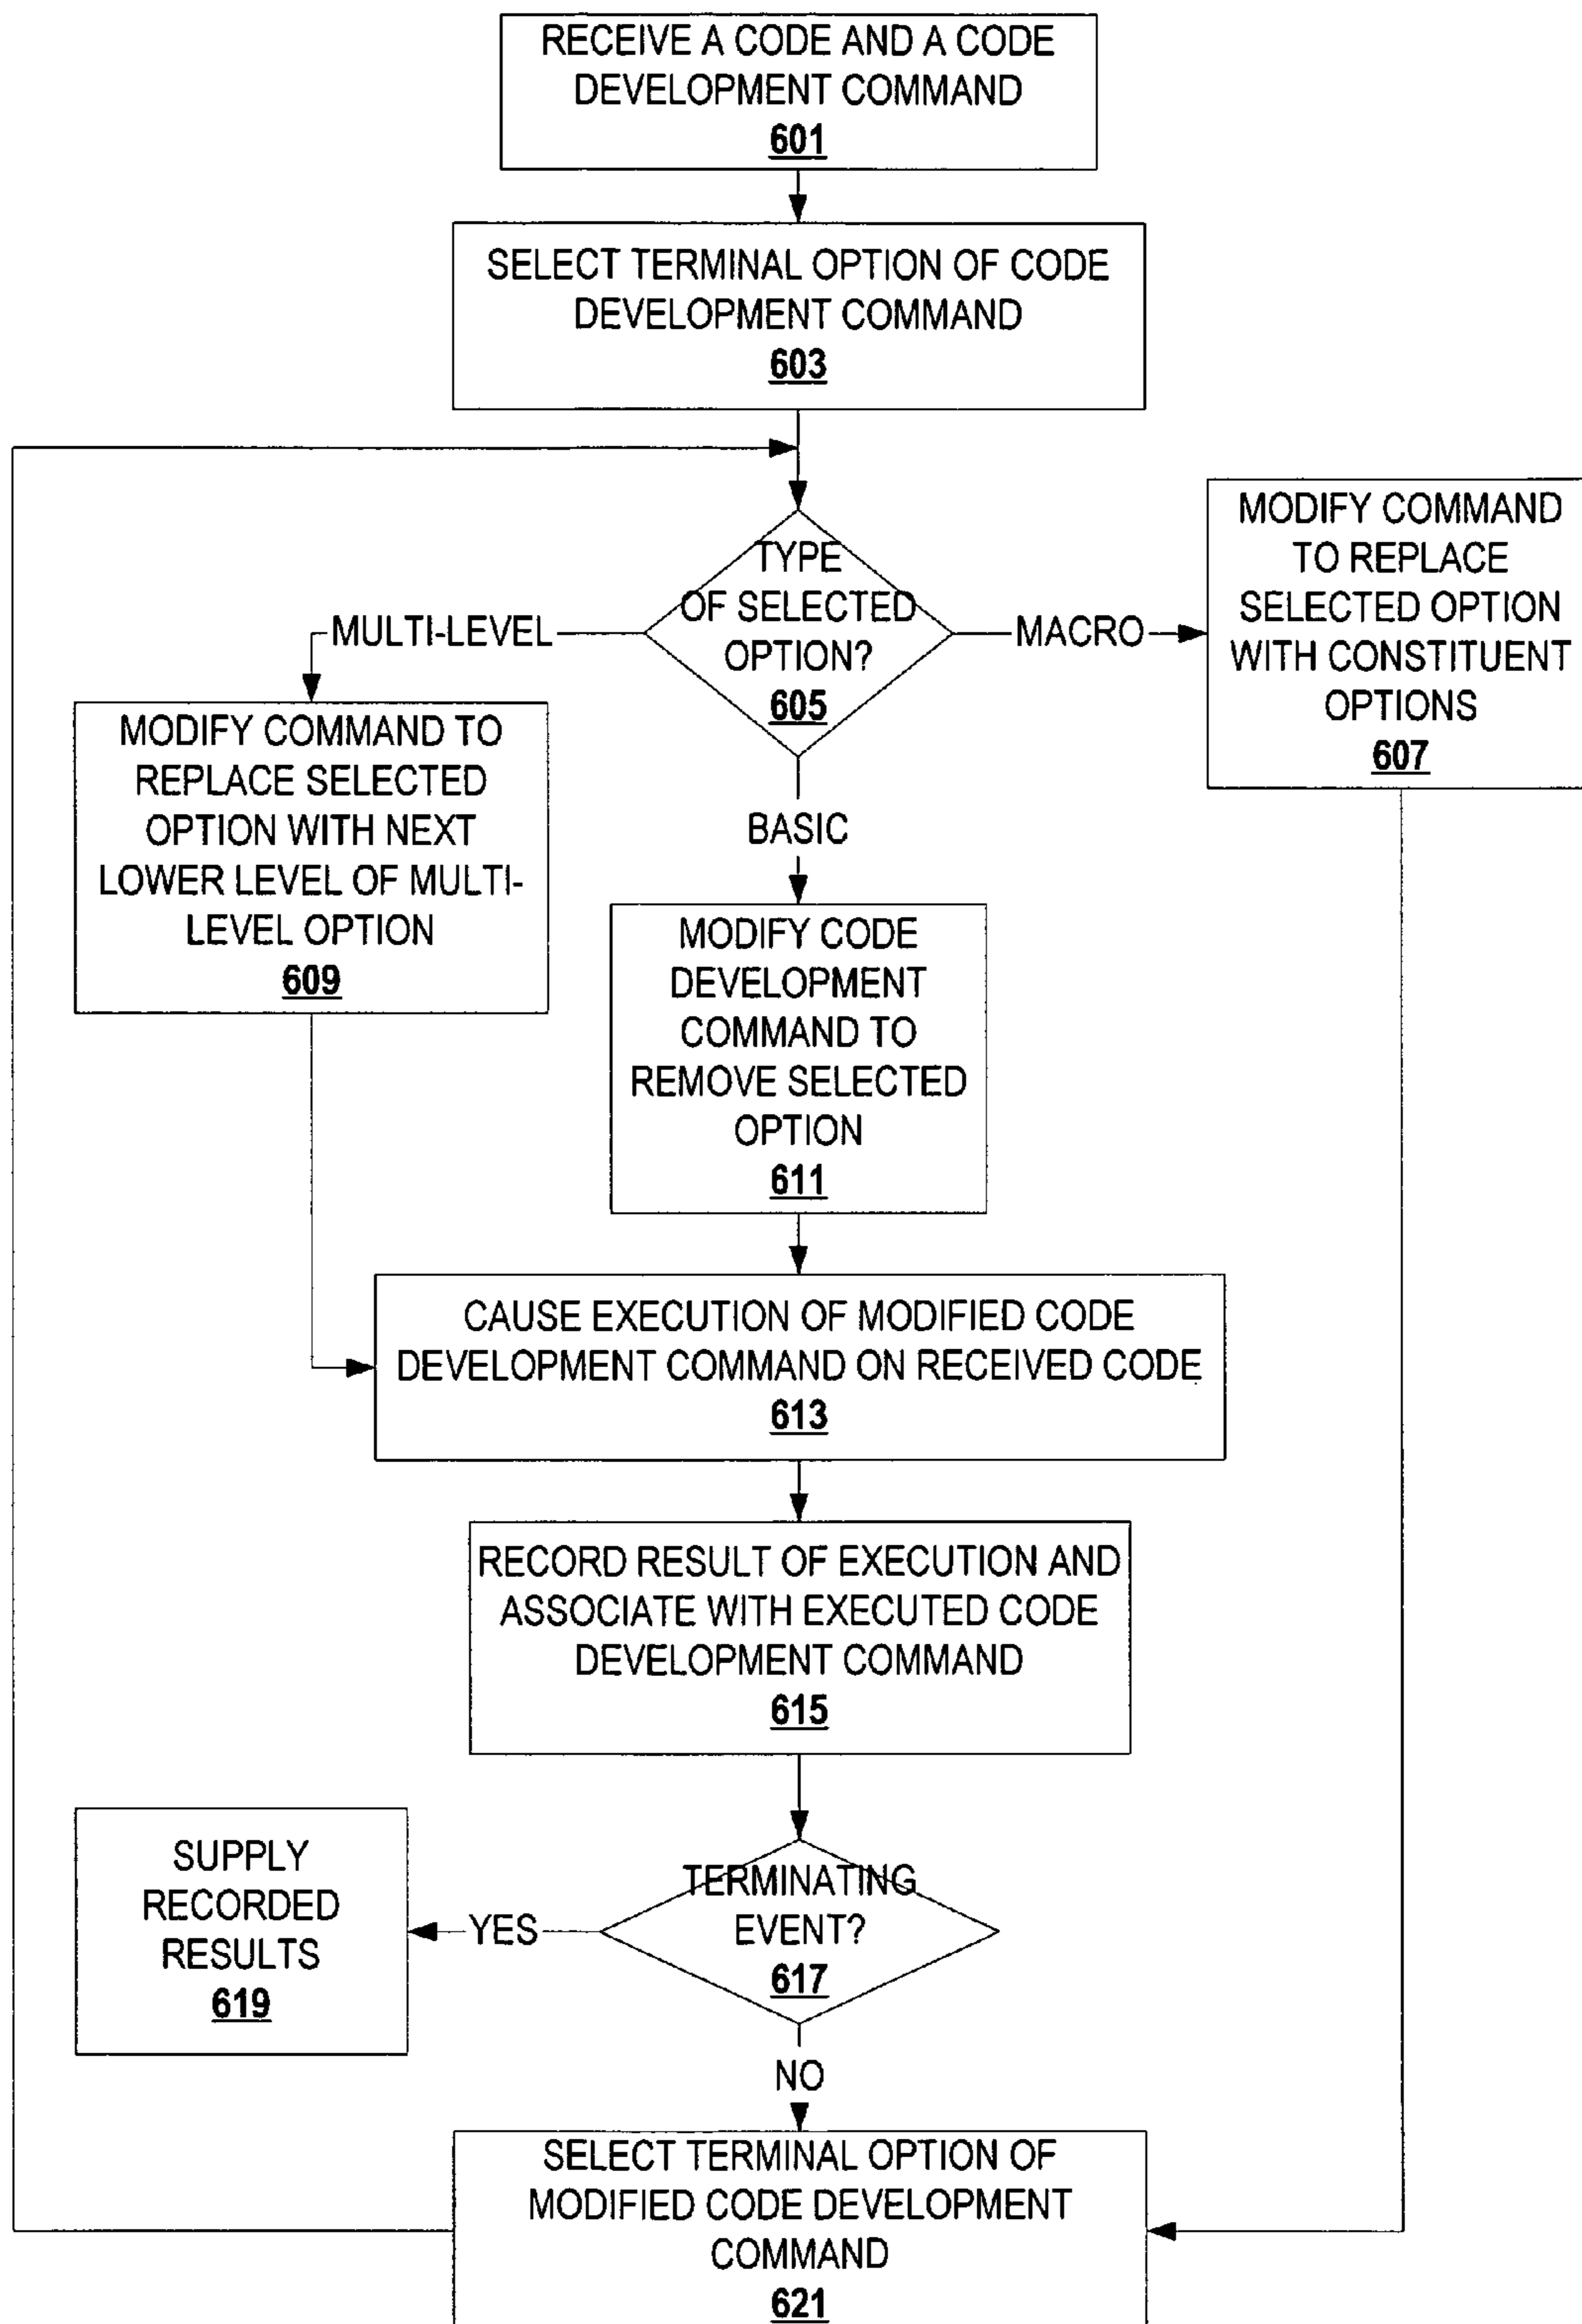 RECEIVE A CODE AND A CODE
DEVELOPMENT COMMAND
601
SELECT TERMINAL OPTION OF CODE
DEVELOPMENT COMMAND
603
TYPE
OF SELECTED
OPTION?
605
MULTI-LEVEL
MACRO
BASIC
MODIFY COMMAND
TO REPLACE
SELECTED OPTION
WITH CONSTITUENT
OPTIONS
607
MODIFY COMMAND TO
REPLACE SELECTED
OPTION WITH NEXT
LOWER LEVEL OF MULTI-
LEVEL OPTION
609
MODIFY CODE
DEVELOPMENT
COMMAND TO
REMOVE SELECTED
OPTION
611
CAUSE EXECUTION OF MODIFIED CODE
DEVELOPMENT COMMAND ON RECEIVED CODE
613
RECORD RESULT OF EXECUTION AND
ASSOCIATE WITH EXECUTED CODE
DEVELOPMENT COMMAND
615
TERMINATING
EVENT?
617
YES
SUPPLY
RECORDED
RESULTS
619
NO
SELECT TERMINAL OPTION OF
MODIFIED CODE DEVELOPMENT
COMMAND
621